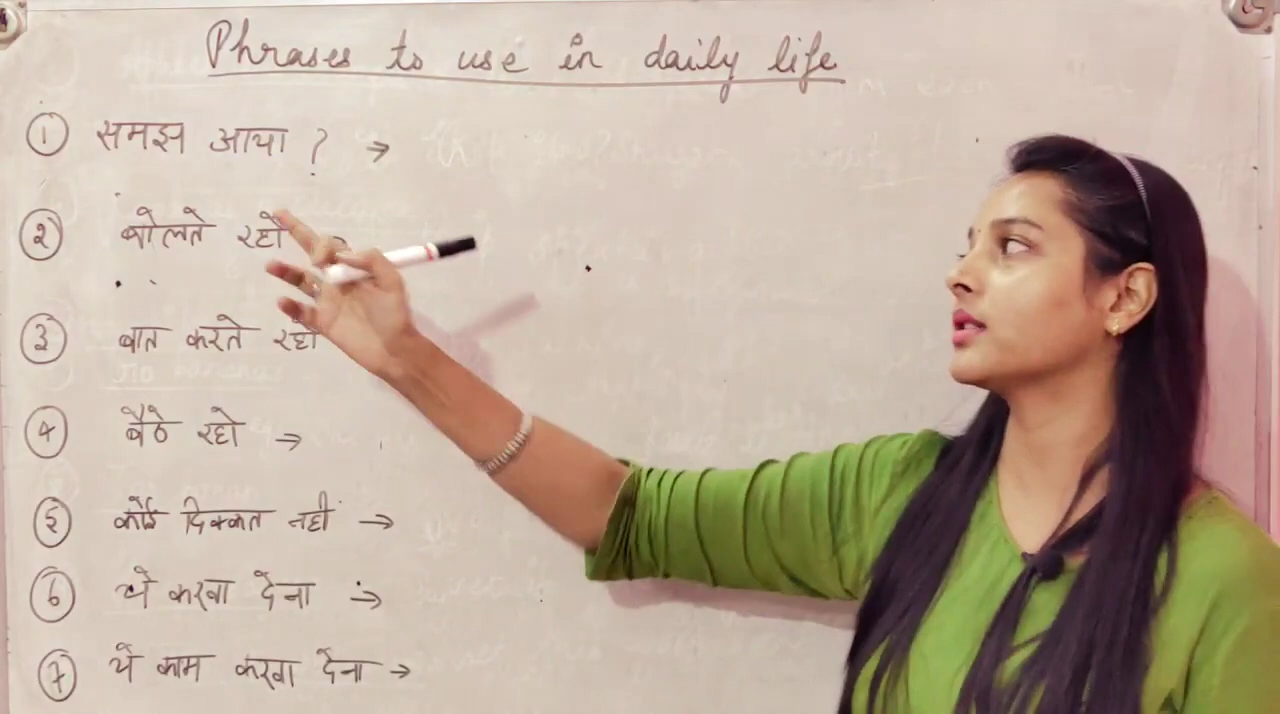 Phrases to use in daily life
① समझ आया ? →
② बोलते रहो
③ बात करते रहो
④ बैठे रहो →
⑤ कोई दिक्कत नही →
⑥ ये करवा देना →
⑦ ये काम करवा देना →